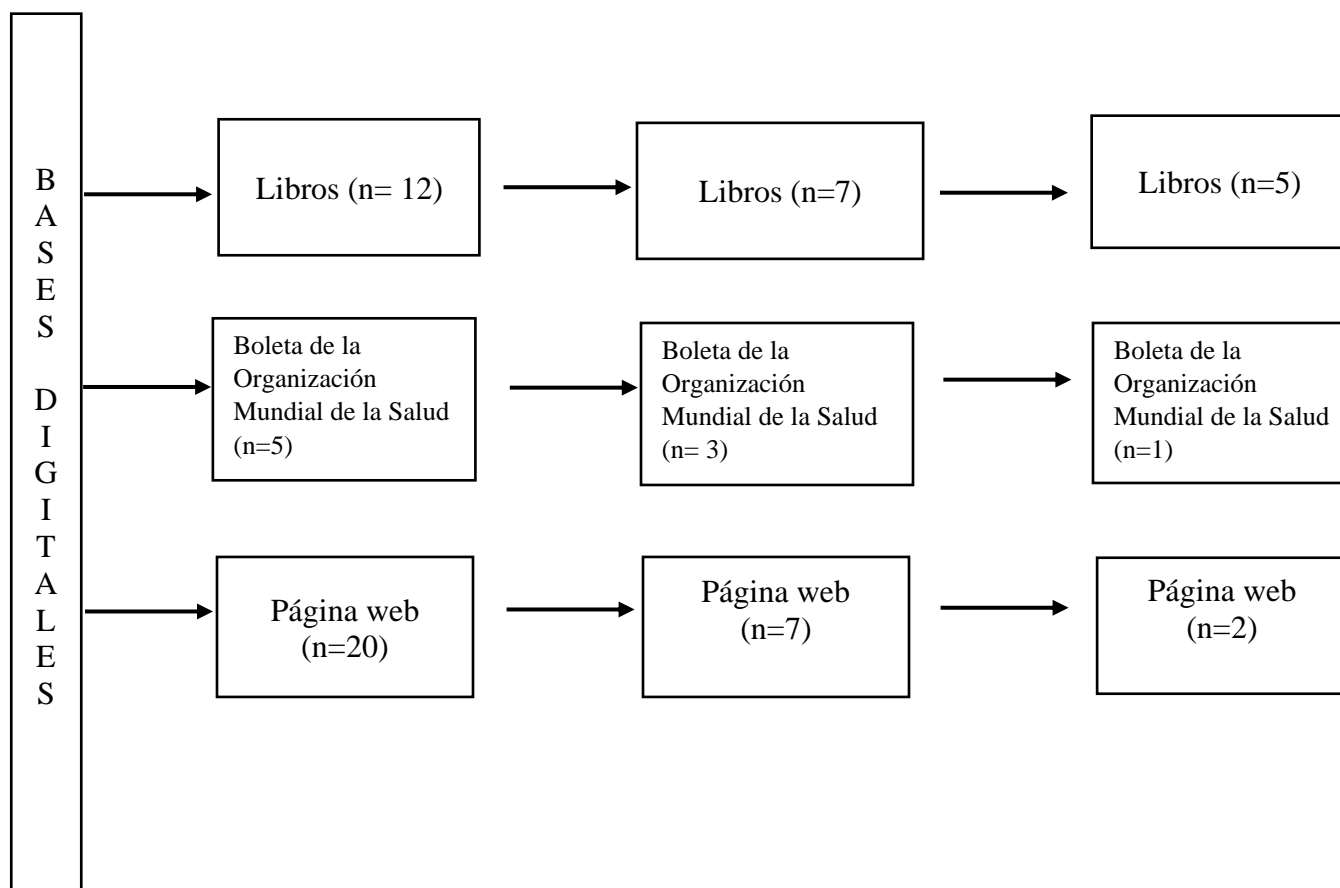 BASES DIGITALES
Libros (n= 12)
Libros (n=7)
Libros (n=5)
Boleta de la
Organización
Mundial de la Salud
(n=5)
Boleta de la
Organización
Mundial de la Salud
(n= 3)
Boleta de la
Organización
Mundial de la Salud
(n=1)
Página web
(n=20)
Página web
(n=7)
Página web
(n=2)